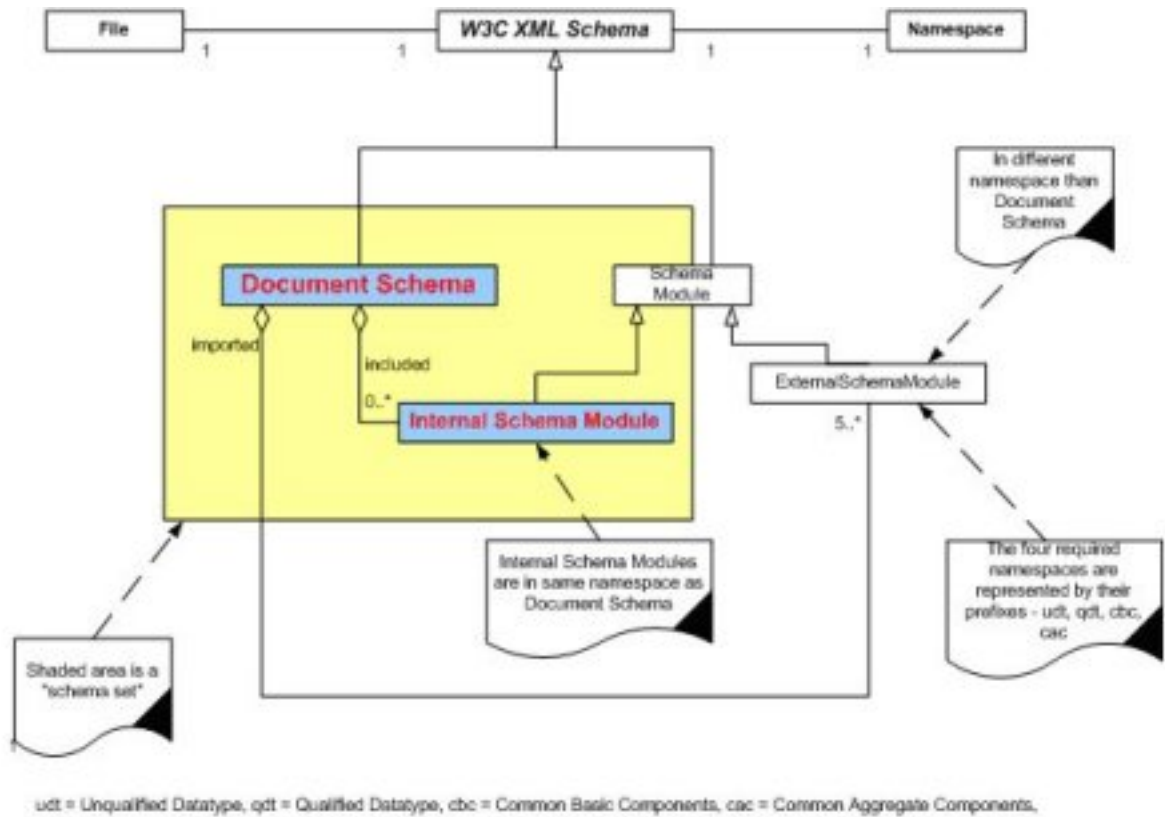 File
W3C XML Schema
Namespace
1
1
1
1
In different
namespace than
Document
Schema
Document Schema
Schema
Module
imported
included
0..*
Internal Schema Module
ExternalSchemaModule
5..*
Internal Schema Modules
are in same namespace as
Document Schema
The four required
namespaces are
represented by their
prefixes - udt, qdt, cbc,
cac
Shaded area is a
"schema set"
1
udt = Unqualified Datatype, qdt = Qualified Datatype, cbc = Common Basic Components, cac = Common Aggregate Components,